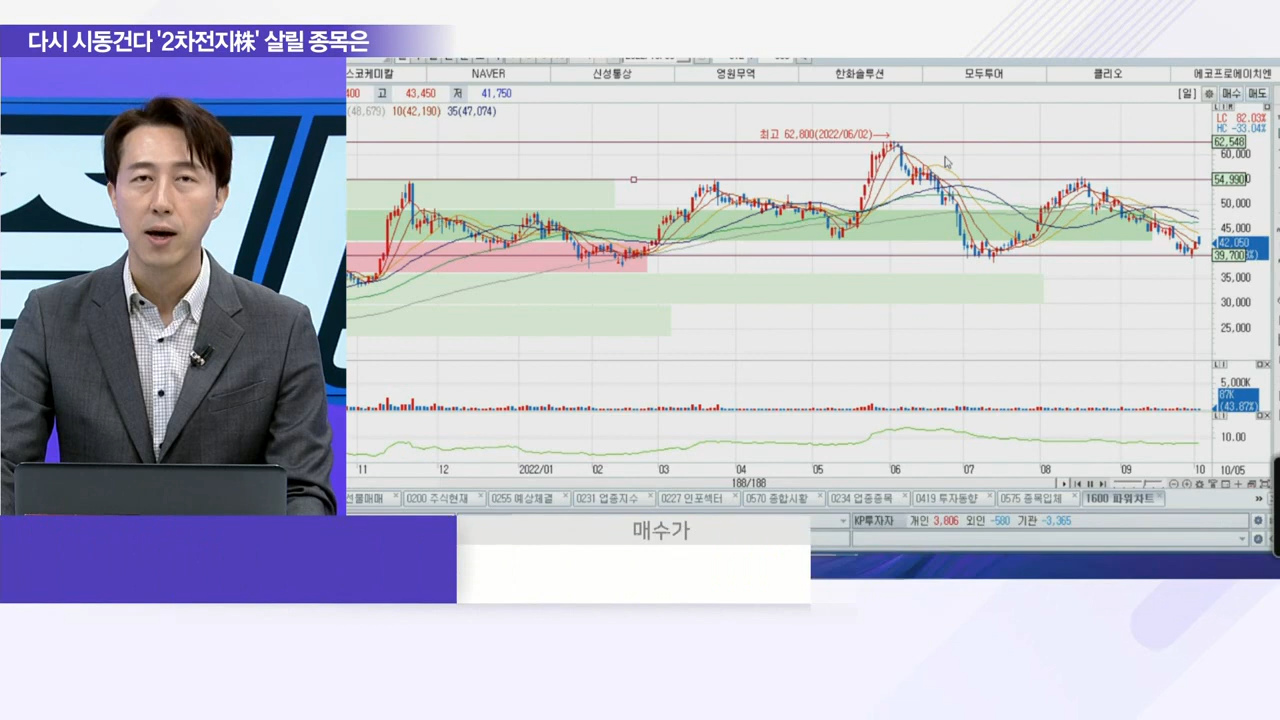 다시 시동건다 '2차전지株' 살릴 종목은
스코케미칼 NAVER 신성통상 영원무역 한화솔루션 모두투어 클리오 에코프로에이치엔
400 고 43,450 저 41,750 [일] 매수 매도
(48,679) 10(42,190) 35(47,074)
LC 82.03%
HC -33.04%
최고 62,800(2022/06/02)
62,548
60,000
54,990
50,000
45,000
42,050
39,700
35,000
30,000
25,000
5,000K
87K
(43.87%)
10.00
11 12 2022/01 02 03 04 05 06 07 08 09 10 10/05
188/188
선물매매 0200 주식현재 0255 예상체결 0231 업종지수 0227 인포섹터 0570 종합시황 0234 업종종목 0419 투자동향 0575 종목업체 1600 파워차트
KP투자자 개인 3,806 외인 -580 기관 -3,365
매수가